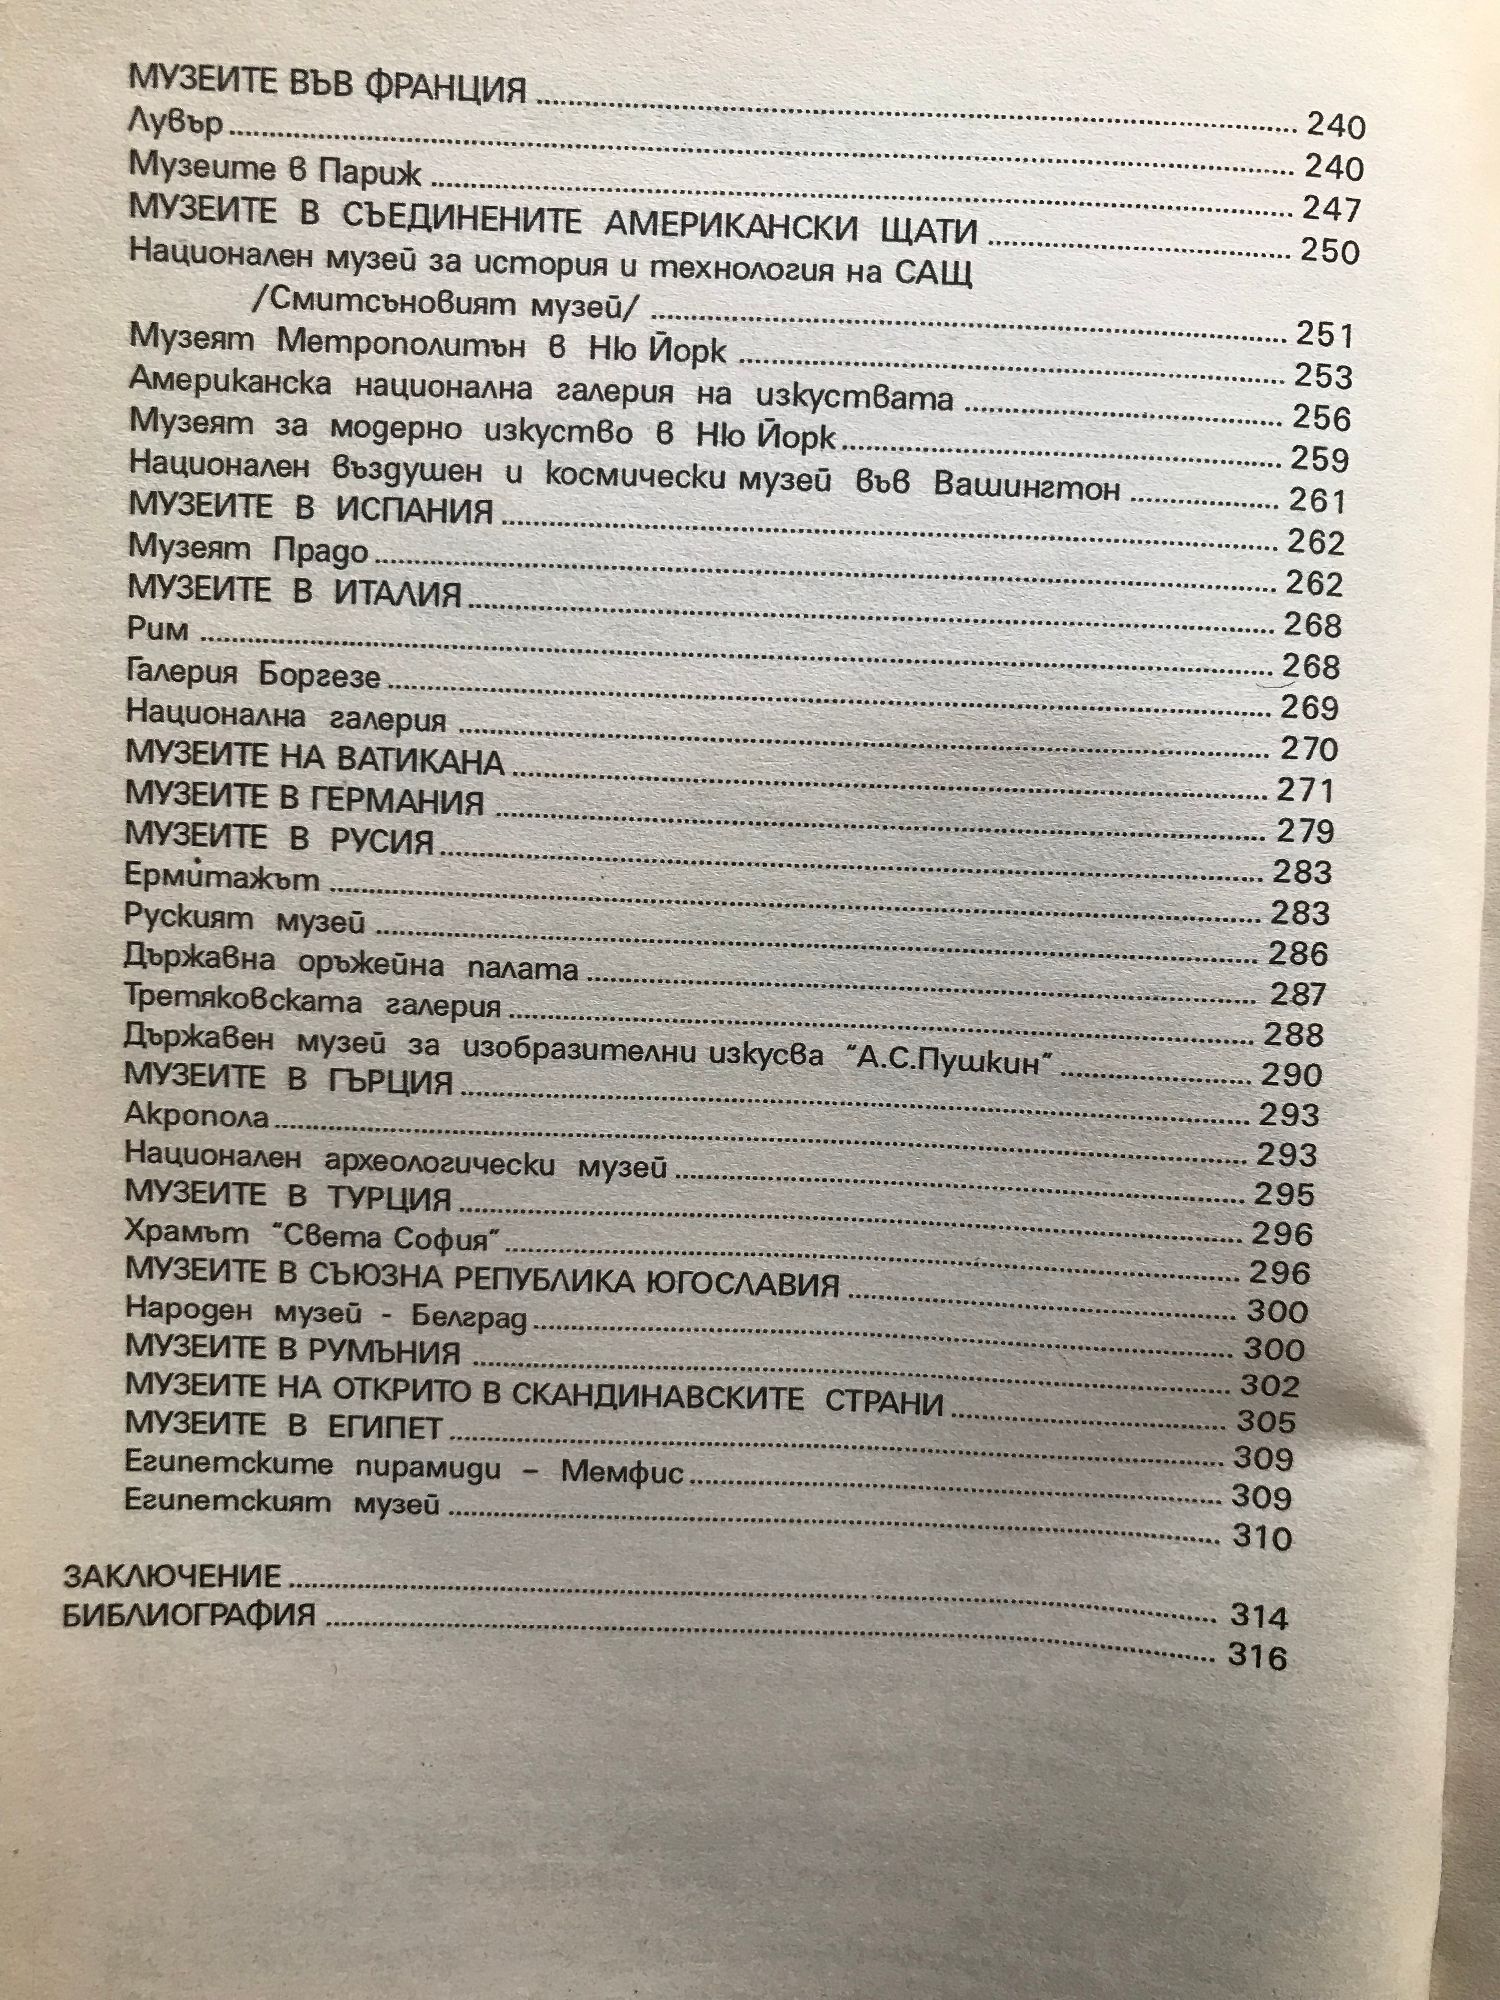 МУЗЕИТЕ ВЪВ ФРАНЦИЯ ........ 240
Лувър ........ 240
Музеите в Париж ........ 247
МУЗЕИТЕ В СЪЕДИНЕНИТЕ АМЕРИКАНСКИ ЩАТИ ........ 250
Национален музей за история и технология на САЩ
/Смитсъновият музей/ ........ 251
Музеят Метрополитън в Ню Йорк ........ 253
Американска национална галерия на изкуствата ........ 256
Музеят за модерно изкуство в Ню Йорк ........ 259
Национален въздушен и космически музей във Вашингтон ........ 261
МУЗЕИТЕ В ИСПАНИЯ ........ 262
Музеят Прадо ........ 262
МУЗЕИТЕ В ИТАЛИЯ ........ 268
Рим ........ 268
Галерия Боргезе ........ 269
Национална галерия ........ 270
МУЗЕИТЕ НА ВАТИКАНА ........ 271
МУЗЕИТЕ В ГЕРМАНИЯ ........ 279
МУЗЕИТЕ В РУСИЯ ........ 283
Ермитажът ........ 283
Руският музей ........ 286
Държавна оръжейна палата ........ 287
Третяковската галерия ........ 288
Държавен музей за изобразителни изкусва "А.С.Пушкин" ........ 290
МУЗЕИТЕ В ГЪРЦИЯ ........ 293
Акропола ........ 293
Национален археологически музей ........ 295
МУЗЕИТЕ В ТУРЦИЯ ........ 296
Храмът "Света София" ........ 296
МУЗЕИТЕ В СЪЮЗНА РЕПУБЛИКА ЮГОСЛАВИЯ ........ 300
Народен музей - Белград ........ 300
МУЗЕИТЕ В РУМЪНИЯ ........ 302
МУЗЕИТЕ НА ОТКРИТО В СКАНДИНАВСКИТЕ СТРАНИ ........ 305
МУЗЕИТЕ В ЕГИПЕТ ........ 309
Египетските пирамиди – Мемфис ........ 309
Египетският музей ........ 310
ЗАКЛЮЧЕНИЕ ........ 314
БИБЛИОГРАФИЯ ........ 316